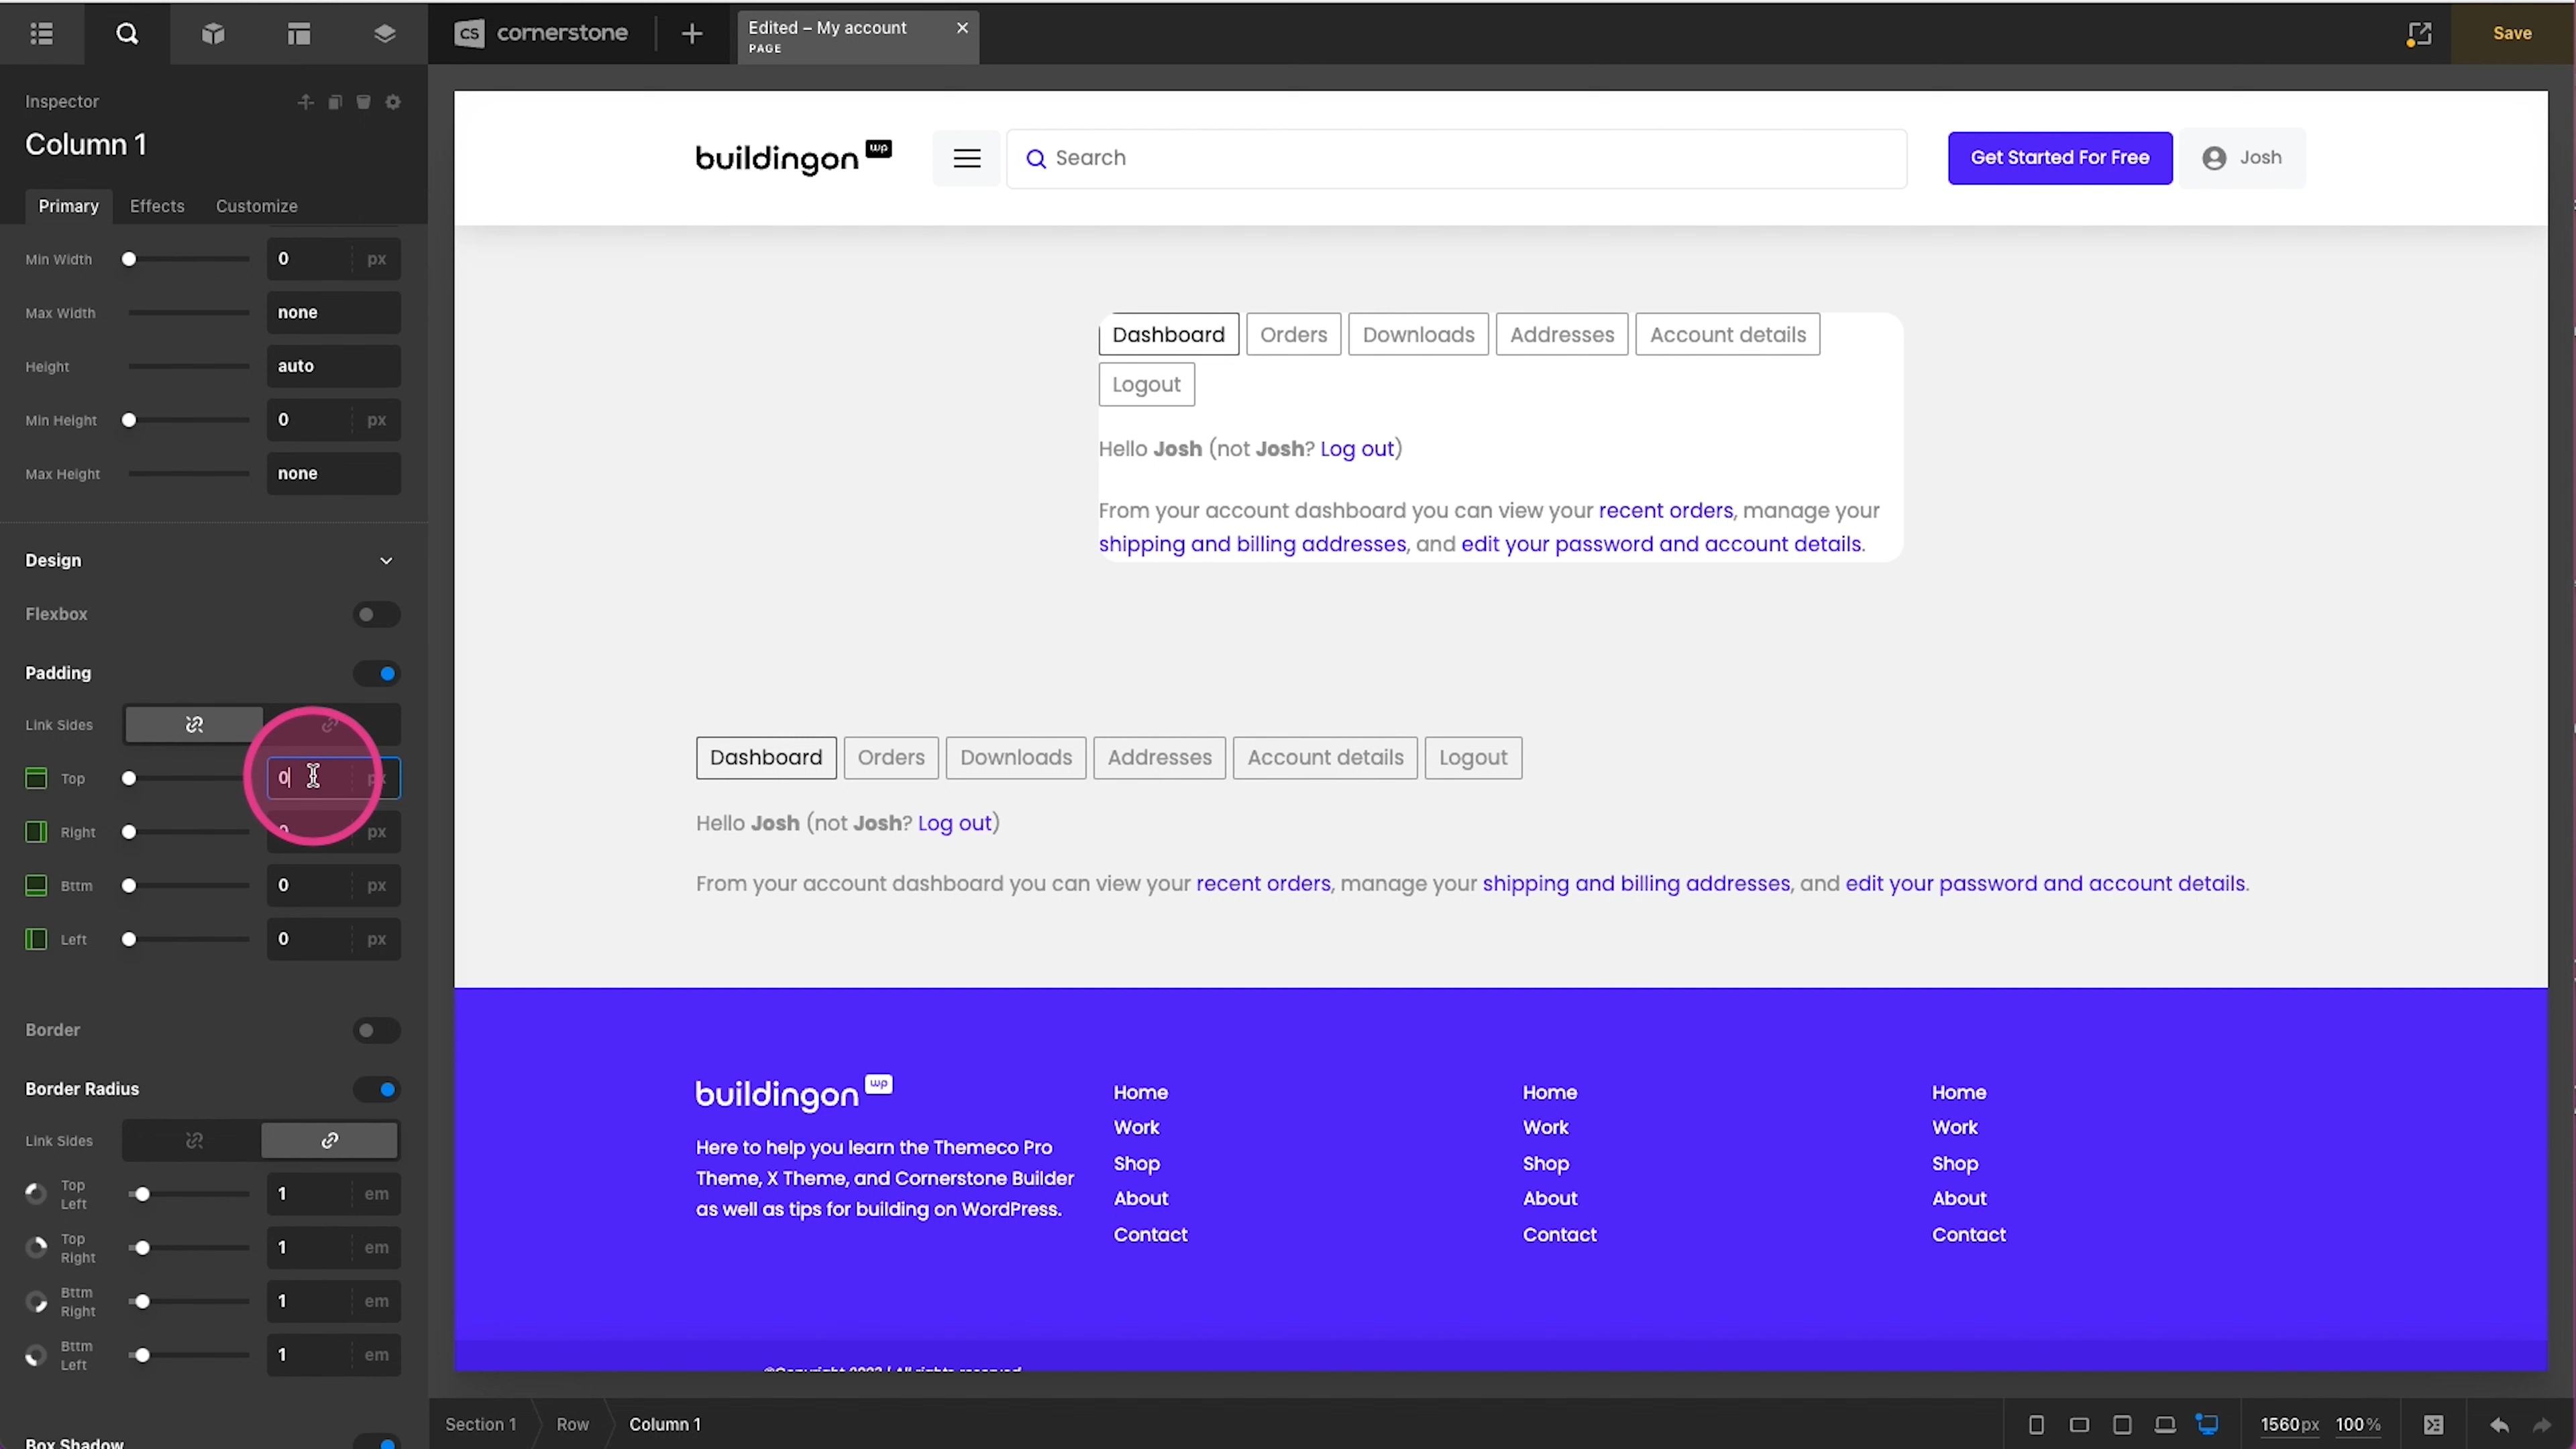 CS cornerstone
Edited – My account
PAGE
Save
Inspector
Column 1
Primary Effects Customize
Min Width 0 px
Max Width none
Height auto
Min Height 0 px
Max Height none
Design
Flexbox
Padding
Link Sides
Top 0
Right px
Bttm 0 px
Left 0 px
Border
Border Radius
Link Sides
Top Left 1 em
Top Right 1 em
Bttm Right 1 em
Bttm Left 1 em
Box Shadow
buildingon wp
Search
Get Started For Free
Josh
Dashboard Orders Downloads Addresses Account details
Logout
Hello Josh (not Josh? Log out)
From your account dashboard you can view your recent orders, manage your
shipping and billing addresses, and edit your password and account details.
Dashboard Orders Downloads Addresses Account details Logout
Hello Josh (not Josh? Log out)
From your account dashboard you can view your recent orders, manage your shipping and billing addresses, and edit your password and account details.
buildingon wp
Here to help you learn the Themeco Pro
Theme, X Theme, and Cornerstone Builder
as well as tips for building on WordPress.
Home
Work
Shop
About
Contact
Home
Work
Shop
About
Contact
Home
Work
Shop
About
Contact
Section 1 Row Column 1
1560px 100%